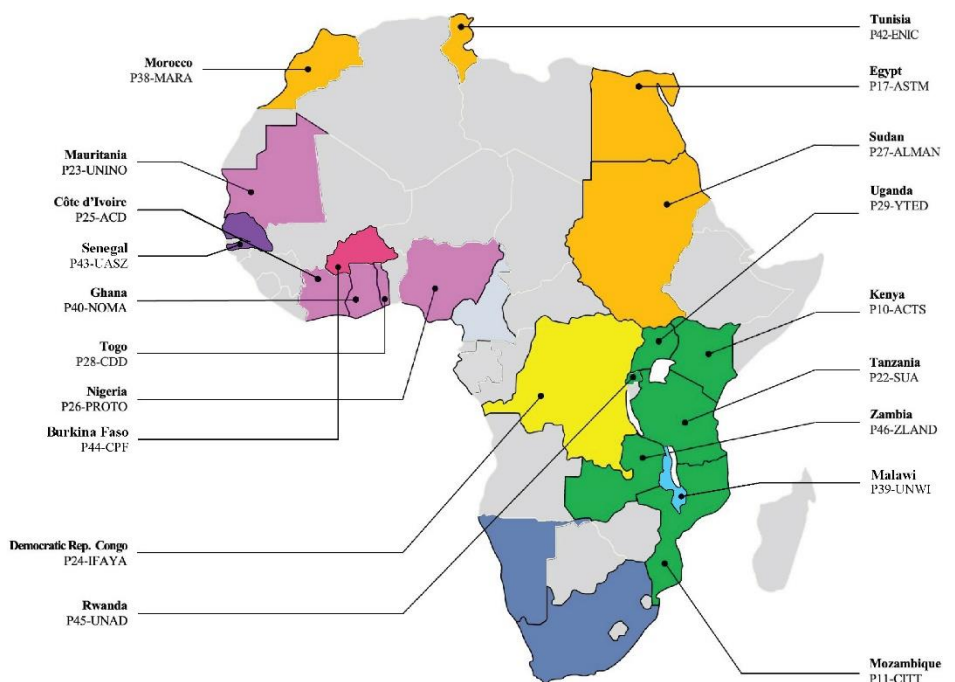 Morocco
P38-MARA
Mauritania
P23-UNINO
Côte d'Ivoire
P25-ACD
Senegal
P43-UASZ
Ghana
P40-NOMA
Togo
P28-CDD
Nigeria
P26-PROTO
Burkina Faso
P44-CPF
Democratic Rep. Congo
P24-IFAYA
Rwanda
P45-UNAD
Tunisia
P42-ENIC
Egypt
P17-ASTM
Sudan
P27-ALMAN
Uganda
P29-YTED
Kenya
P10-ACTS
Tanzania
P22-SUA
Zambia
P46-ZLAND
Malawi
P39-UNWI
Mozambique
P11-CITT